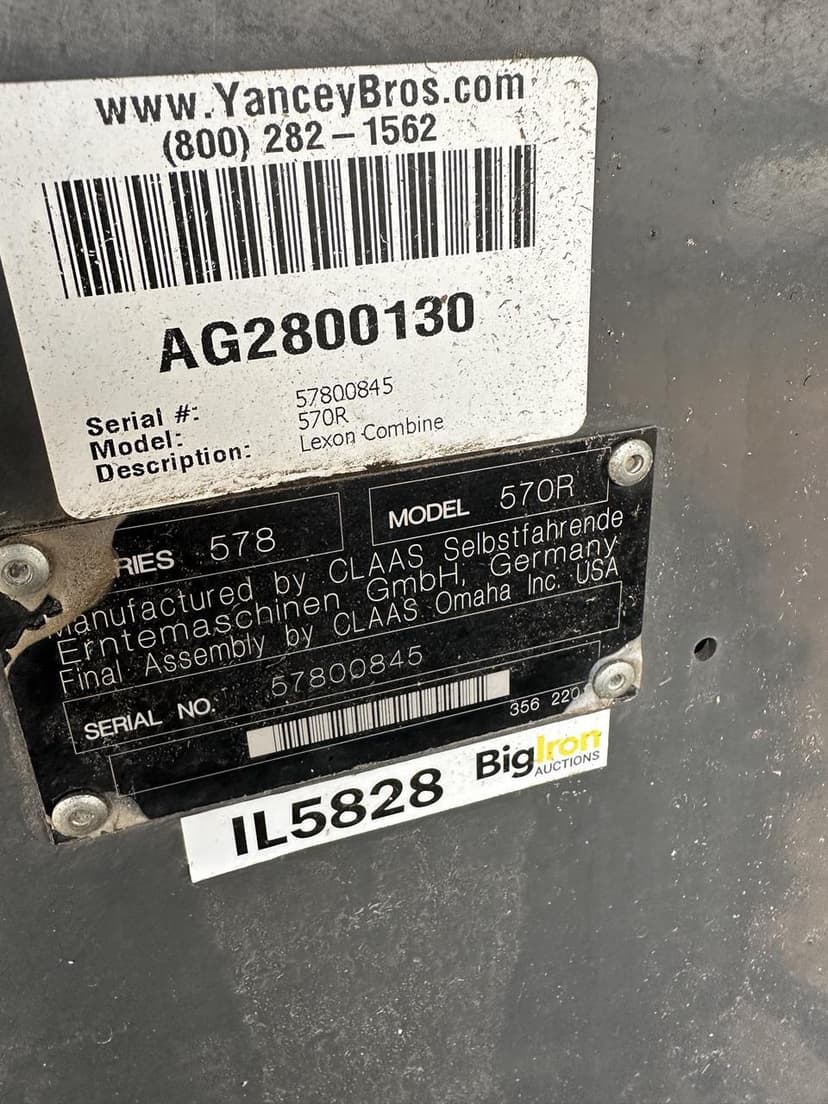 www.YanceyBros.com
(800) 282-1562
AG2800130
Serial #: 57800845
Model: 570R
Description: Lexon Combine
RIES 578 MODEL 570R
Manufactured by CLAAS Selbstfahrende
Erntemaschinen GmbH, Germany
Final Assembly by CLAAS Omaha Inc. USA
SERIAL NO. 57800845
356 220
IL5828 BigIron
AUCTIONS